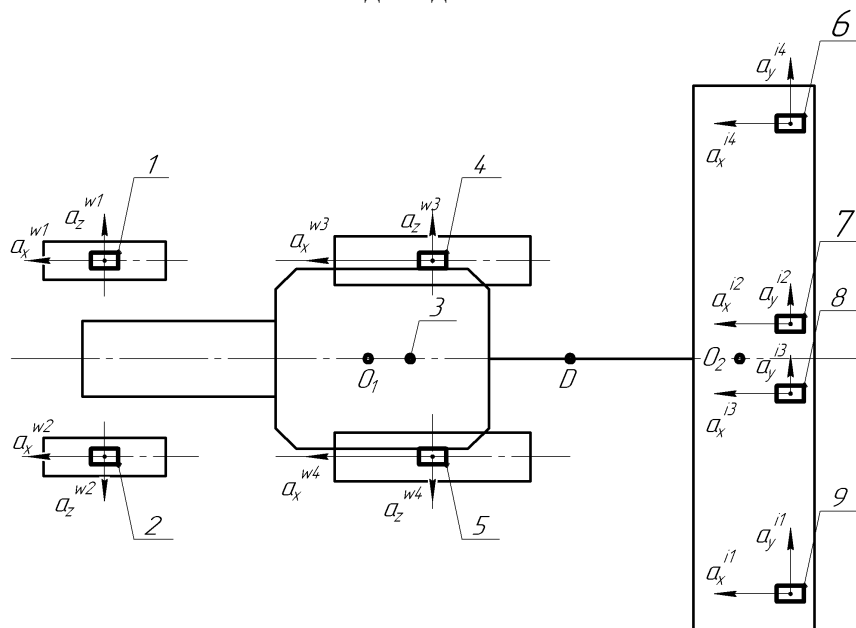 6
a_y^i4
a_x^i4
1
4
a_z^w1
a_x^w1
a_z^w3
a_x^w3
7
a_y^i2
a_x^i2
8
3
O₁
D
O₂
a_y^i3
a_x^i3
a_x^w2
a_z^w2
2
a_x^w4
a_z^w4
5
9
a_y^i1
a_x^i1